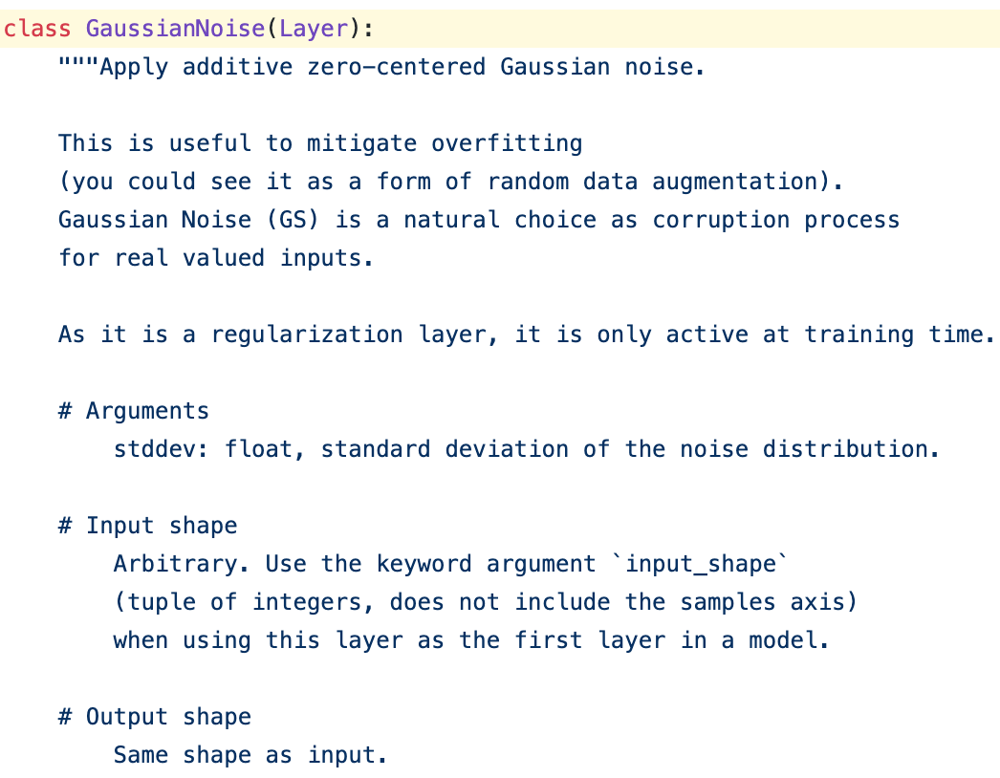 class GaussianNoise(Layer):
"""Apply additive zero-centered Gaussian noise.
This is useful to mitigate overfitting
(you could see it as a form of random data augmentation).
Gaussian Noise (GS) is a natural choice as corruption process
for real valued inputs.
As it is a regularization layer, it is only active at training time.
# Arguments
stddev: float, standard deviation of the noise distribution.
# Input shape
Arbitrary. Use the keyword argument `input_shape`
(tuple of integers, does not include the samples axis)
when using this layer as the first layer in a model.
# Output shape
Same shape as input.